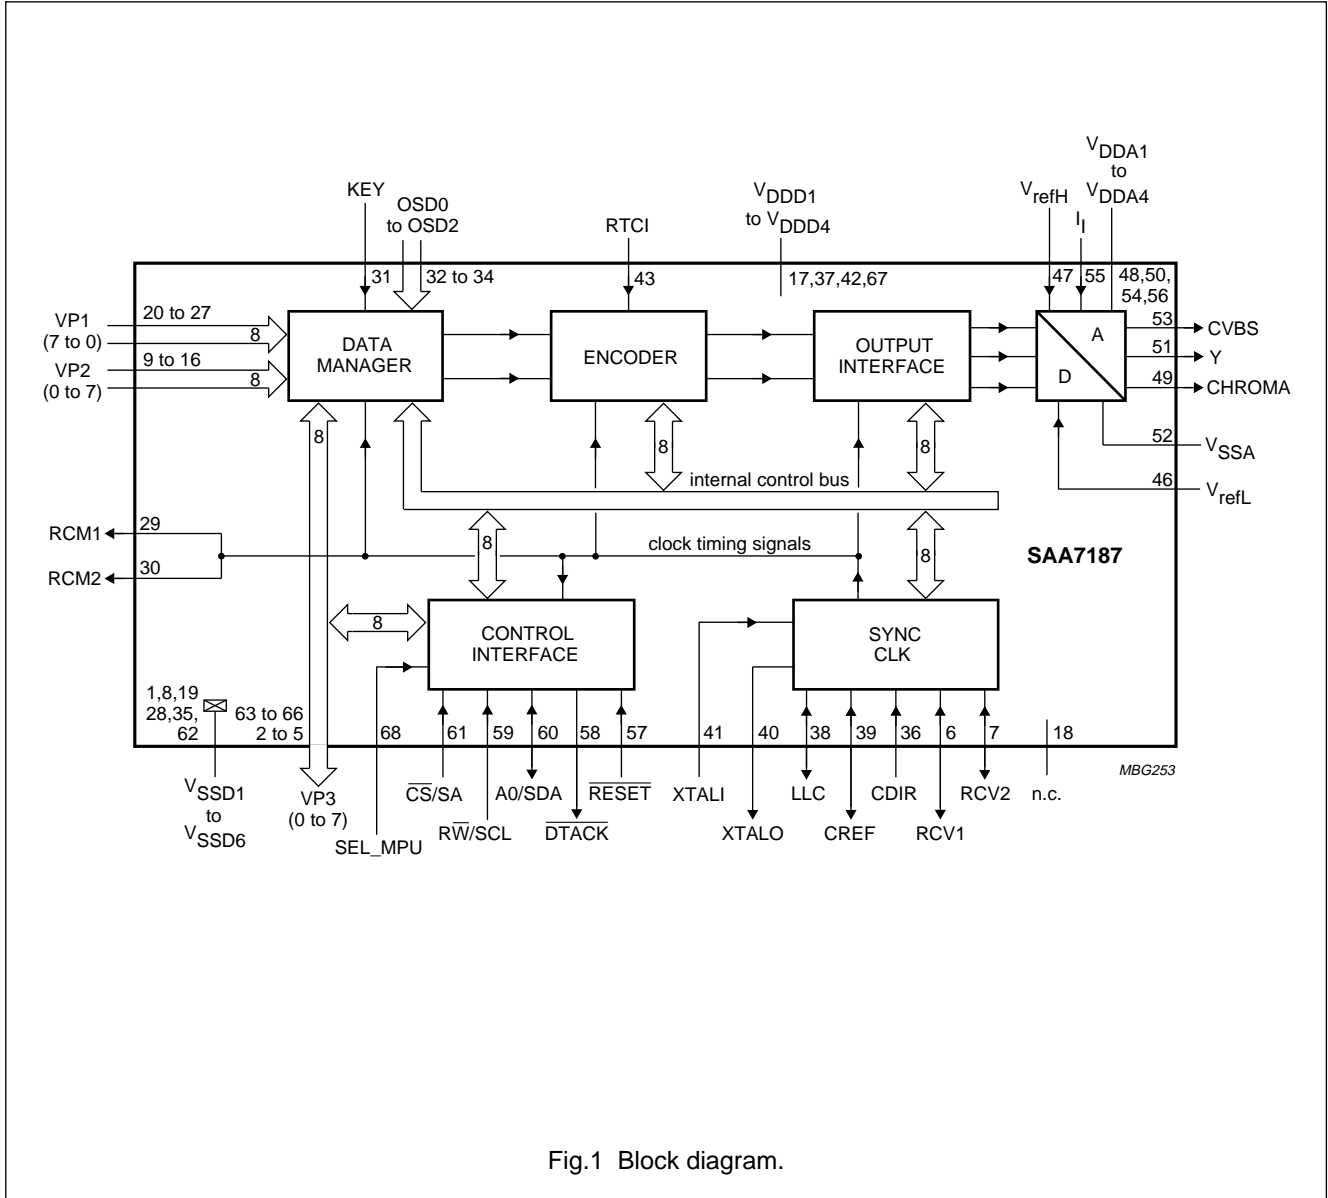 VDDA1
to
VDDA4
KEY
OSD0
to OSD2
RTCI
VDDD1
to VDDD4
VrefH
II
31
32 to 34
43
17,37,42,67
47
55
48,50,
54,56
VP1
(7 to 0)
20 to 27
8
VP2
(0 to 7)
9 to 16
8
DATA
MANAGER
ENCODER
OUTPUT
INTERFACE
A
D
53
CVBS
51
Y
49
CHROMA
52
VSSA
46
VrefL
8
8
8
internal control bus
RCM1
29
RCM2
30
8
clock timing signals
8
SAA7187
8
CONTROL
INTERFACE
SYNC
CLK
1,8,19
28,35,
62
63 to 66
2 to 5
68
61
59
60
58
57
41
40
38
39
36
6
7
18
MBG253
VSSD1
to
VSSD6
VP3
(0 to 7)
SEL_MPU
C̅S̅/SA
RW̅/SCL
A0/SDA
D̅T̅A̅C̅K̅
R̅E̅S̅E̅T̅
XTALI
XTALO
LLC
CREF
CDIR
RCV1
RCV2
n.c.
Fig.1 Block diagram.